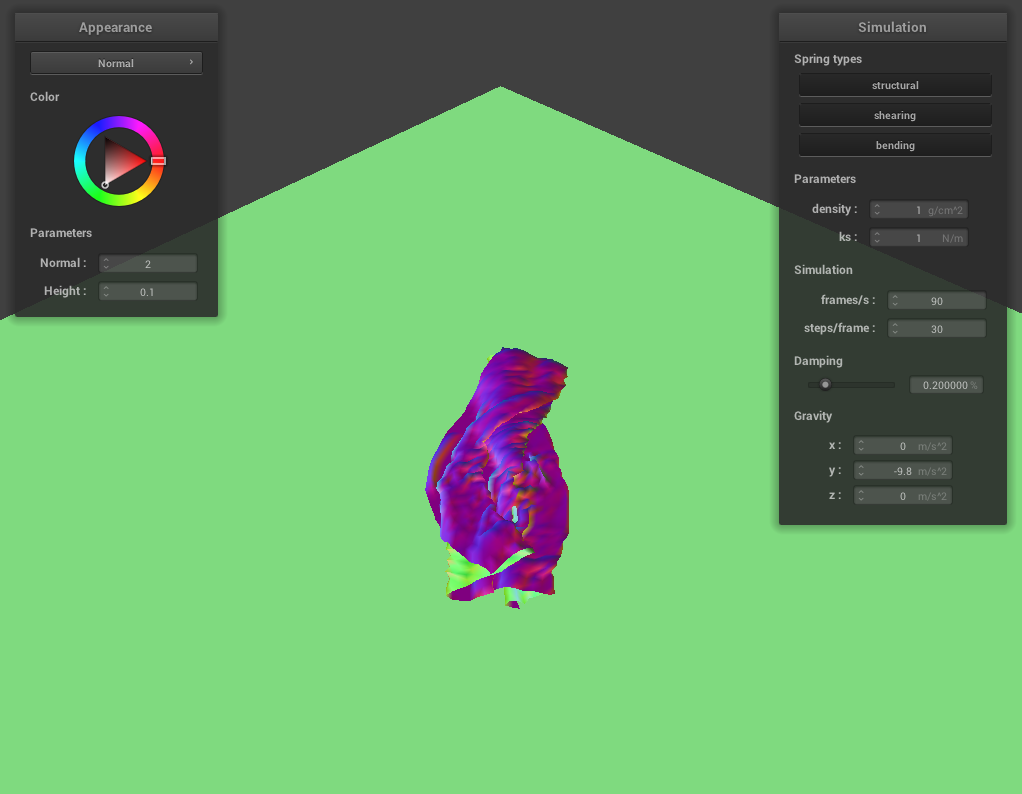 Appearance
Normal
Color
Parameters
Normal : 2
Height : 0.1
Simulation
Spring types
structural
shearing
bending
Parameters
density : 1 g/cm^2
ks : 1 N/m
Simulation
frames/s : 90
steps/frame : 30
Damping
0.200000 %
Gravity
x : 0 m/s^2
y : -9.8 m/s^2
z : 0 m/s^2